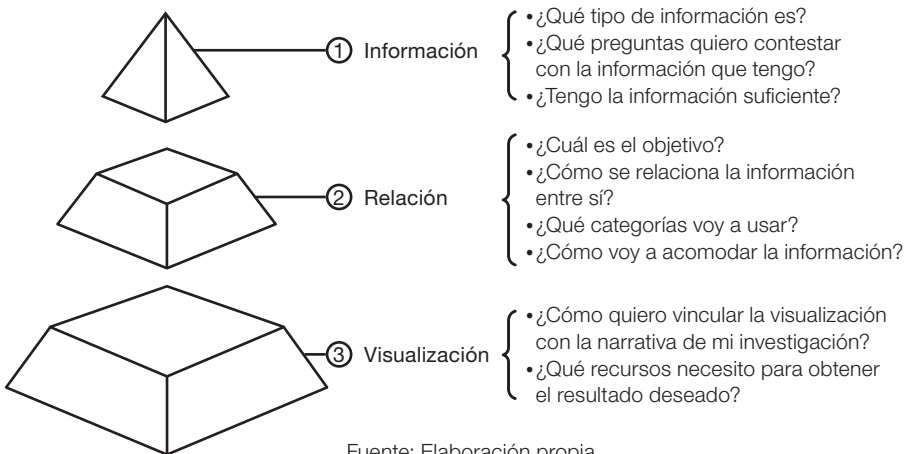 ① Información
• ¿Qué tipo de información es?
• ¿Qué preguntas quiero contestar
con la información que tengo?
• ¿Tengo la información suficiente?
② Relación
• ¿Cuál es el objetivo?
• ¿Cómo se relaciona la información
entre sí?
• ¿Qué categorías voy a usar?
• ¿Cómo voy a acomodar la información?
③ Visualización
• ¿Cómo quiero vincular la visualización
con la narrativa de mi investigación?
• ¿Qué recursos necesito para obtener
el resultado deseado?
Fuente: Elaboración propia